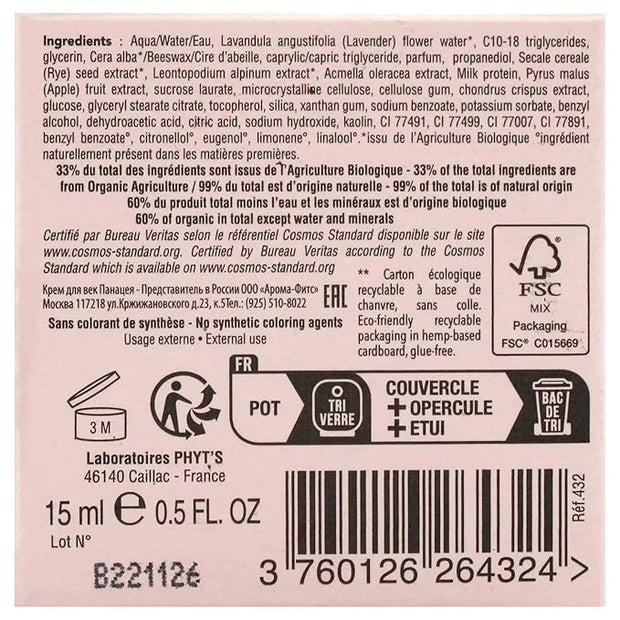 Ingredients : Aqua/Water/Eau, Lavandula angustifolia (Lavender) flower water*, C10-18 triglycerides,
glycerin, Cera alba*/Beeswax/Cire d'abeille, caprylic/capric triglyceride, parfum, propanediol, Secale cereale
(Rye) seed extract*, Leontopodium alpinum extract*, Acmella oleracea extract, Milk protein, Pyrus malus
(Apple) fruit extract, sucrose laurate, microcrystalline cellulose, cellulose gum, chondrus crispus extract,
glucose, glyceryl stearate citrate, tocopherol, silica, xanthan gum, sodium benzoate, potassium sorbate, benzyl
alcohol, dehydroacetic acid, citric acid, sodium hydroxide, kaolin, CI 77491, CI 77499, CI 77007, CI 77891,
benzyl benzoate°, citronellol°, eugenol°, limonene°, linalool°.*issu de l'Agriculture Biologique °ingrédient
naturellement présent dans les matières premières.
33% du total des ingrédients sont issus de l'Agriculture Biologique - 33% of the total ingredients are
from Organic Agriculture / 99% du total est d'origine naturelle - 99% of the total is of natural origin
60% du produit total moins l'eau et les minéraux est d'origine biologique
60% of organic in total except water and minerals
Certifié par Bureau Veritas selon le référentiel Cosmos Standard disponible sur le site
www.cosmos-standard.org. Certified by Bureau Veritas according to the Cosmos
Standard which is available on www.cosmos-standard.org
Крем для век Панацея - Представитель в России ООО «Арома-Фитс»
Москва 117218 ул.Кржижановского д.23, к.5Тел.: (925) 510-8022
EAC
Sans colorant de synthèse - No synthetic coloring agents
Usage externe • External use
** Carton écologique
recyclable à base de
chanvre, sans colle.
Eco-friendly recyclable
packaging in hemp-based
cardboard, glue-free.
FSC
MIX
Packaging
FSC® C015669
3 M
FR
POT
TRI
VERRE
COUVERCLE
+ OPERCULE
+ ETUI
BAC
DE
TRI
Laboratoires PHYT'S
46140 Caillac - France
15 ml e 0.5 FL. OZ
Lot N°
B221126
3 760126 264324 >
Réf.432